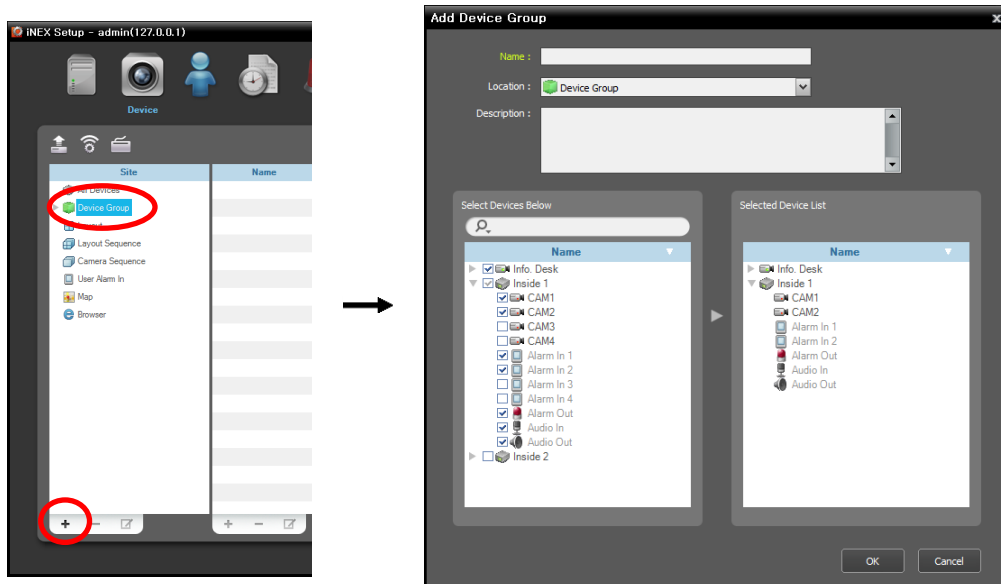 iNEX Setup - admin(127.0.0.1)
Device
Site
Name
All Devices
Device Group
Layout
Layout Sequence
Camera Sequence
User Alarm In
Map
Browser
Add Device Group
Name :
Location :
Device Group
Description :
Select Devices Below
Name
Info. Desk
Inside 1
CAM1
CAM2
CAM3
CAM4
Alarm In 1
Alarm In 2
Alarm In 3
Alarm In 4
Alarm Out
Audio In
Audio Out
Inside 2
Selected Device List
Name
Info. Desk
Inside 1
CAM1
CAM2
Alarm In 1
Alarm In 2
Alarm Out
Audio In
Audio Out
OK
Cancel